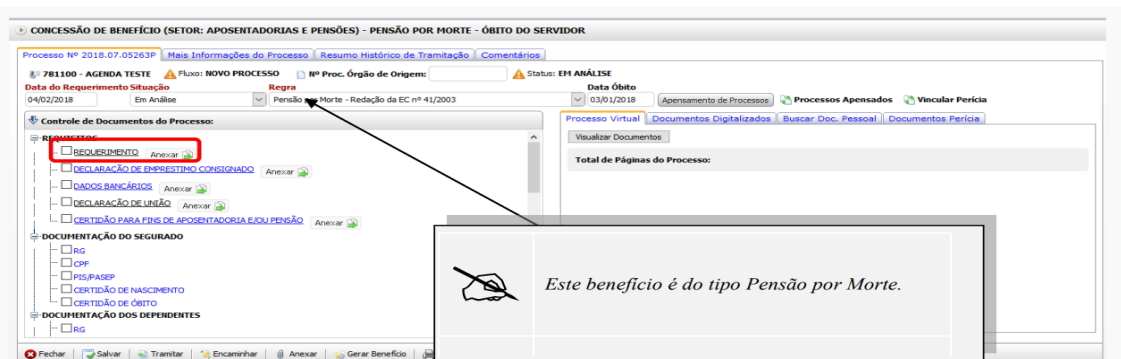 CONCESSÃO DE BENEFÍCIO (SETOR: APOSENTADORIAS E PENSÕES) - PENSÃO POR MORTE - ÓBITO DO SERVIDOR
Processo Nº 2018.07.05263P Mais Informações do Processo Resumo Histórico de Tramitação Comentários
781100 - AGENDA TESTE Fluxo: NOVO PROCESSO Nº Proc. Órgão de Origem: Status: EM ANÁLISE
Data do Requerimento Situação Regra Data Óbito
04/02/2018 Em Análise Pensão por Morte - Redação da EC nº 41/2003 03/01/2018 Apensamento de Processos Processos Apensados Vincular Perícia
Controle de Documentos do Processo:
Processo Virtual Documentos Digitalizados Buscar Doc. Pessoal Documentos Perícia
REQUISITOS
Visualizar Documentos
REQUERIMENTO Anexar
Total de Páginas do Processo:
DECLARAÇÃO DE EMPRESTIMO CONSIGNADO Anexar
DADOS BANCÁRIOS Anexar
DECLARAÇÃO DE UNIÃO Anexar
CERTIDÃO PARA FINS DE APOSENTADORIA E/OU PENSÃO Anexar
DOCUMENTAÇÃO DO SEGURADO
RG
CPF
PIS/PASEP
CERTIDÃO DE NASCIMENTO
CERTIDÃO DE ÓBITO
DOCUMENTAÇÃO DOS DEPENDENTES
RG
Este benefício é do tipo Pensão por Morte.
Fechar Salvar Tramitar Encaminhar Anexar Gerar Benefício